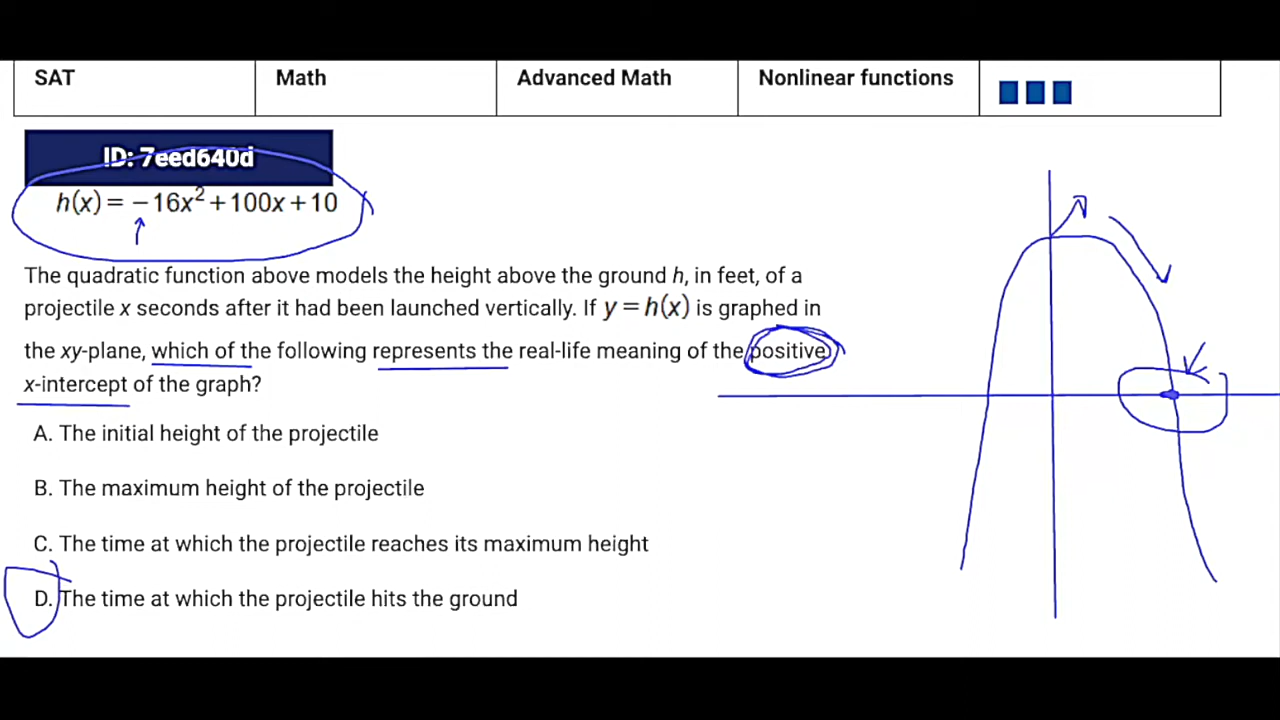 SAT Math Advanced Math Nonlinear functions
ID: 7eed640d
h(x) = −16x² + 100x + 10
The quadratic function above models the height above the ground h, in feet, of a
projectile x seconds after it had been launched vertically. If y = h(x) is graphed in
the xy-plane, which of the following represents the real-life meaning of the positive
x-intercept of the graph?
A. The initial height of the projectile
B. The maximum height of the projectile
C. The time at which the projectile reaches its maximum height
D. The time at which the projectile hits the ground